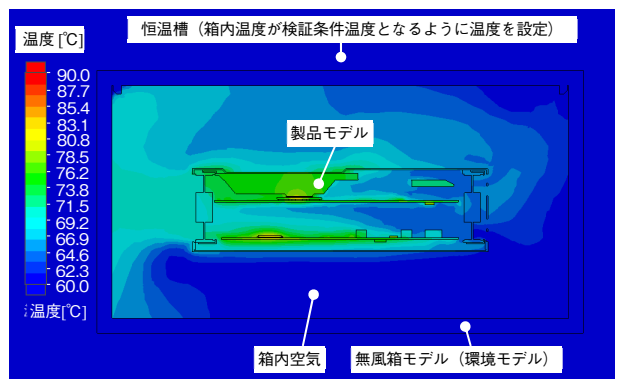 恒温槽（箱内温度が検証条件温度となるように温度を設定）
温度 [℃]
90.0
87.7
85.4
83.1
80.8
78.5
76.2
73.8
71.5
69.2
66.9
64.6
62.3
60.0
温度[℃]
製品モデル
箱内空気
無風箱モデル（環境モデル）